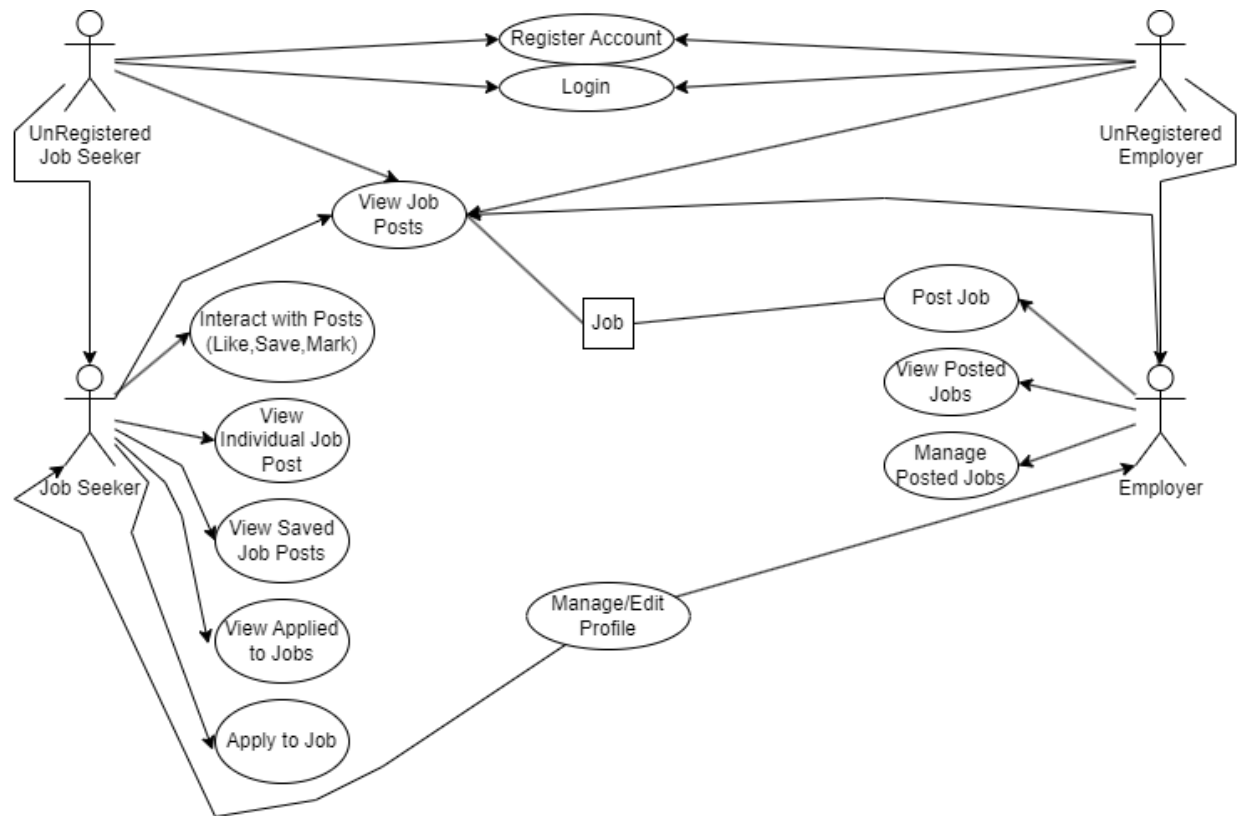 Register Account
Login
UnRegistered
Job Seeker
UnRegistered
Employer
View Job
Posts
Post Job
Interact with Posts
(Like,Save,Mark)
Job
View Posted
Jobs
View
Individual Job
Post
Manage
Posted Jobs
Job Seeker
Employer
View Saved
Job Posts
Manage/Edit
Profile
View Applied
to Jobs
Apply to Job